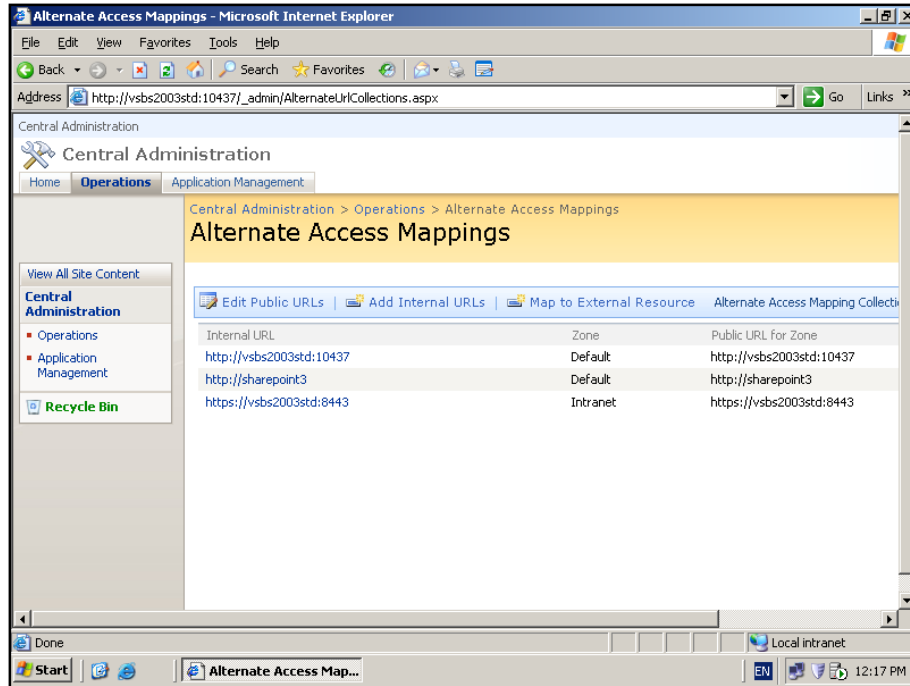 Alternate Access Mappings - Microsoft Internet Explorer
File Edit View Favorites Tools Help
Back Search Favorites
Address http://vsbs2003std:10437/_admin/AlternateUrlCollections.aspx Go Links »
Central Administration
Central Administration
Home Operations Application Management
Central Administration > Operations > Alternate Access Mappings
Alternate Access Mappings
View All Site Content
Central
Administration
Operations
Application
Management
Recycle Bin
Edit Public URLs | Add Internal URLs | Map to External Resource Alternate Access Mapping Collecti
Internal URL Zone Public URL for Zone
http://vsbs2003std:10437 Default http://vsbs2003std:10437
http://sharepoint3 Default http://sharepoint3
https://vsbs2003std:8443 Intranet https://vsbs2003std:8443
Done Local intranet
Start Alternate Access Map... EN 12:17 PM